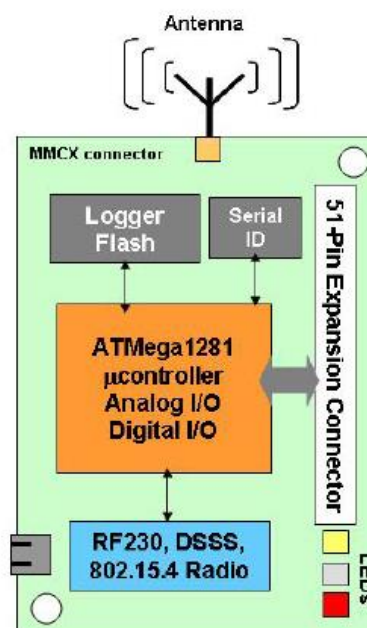 Antenna
MMCX connector
Logger
Flash
Serial
ID
51-Pin Expansion Connector
ATMega1281
μcontroller
Analog I/O
Digital I/O
RF230, DSSS,
802.15.4 Radio
LEDs